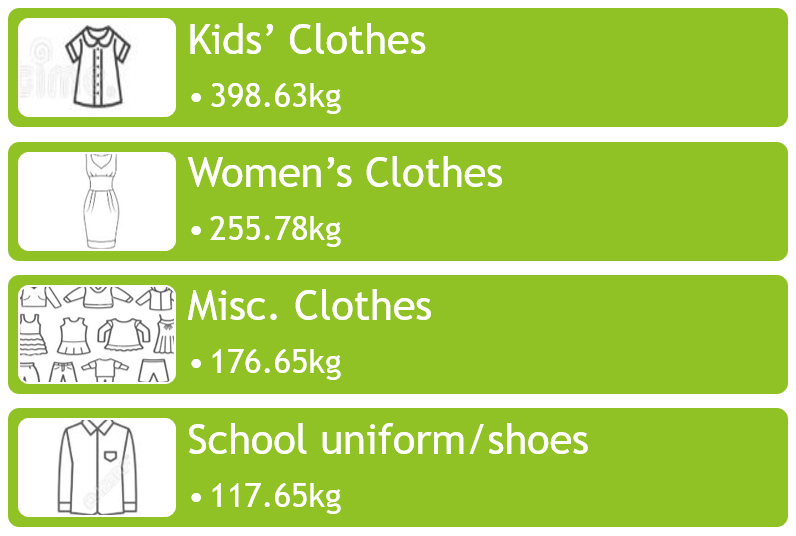 Kids’ Clothes
• 398.63kg
Women’s Clothes
• 255.78kg
Misc. Clothes
• 176.65kg
School uniform/shoes
• 117.65kg